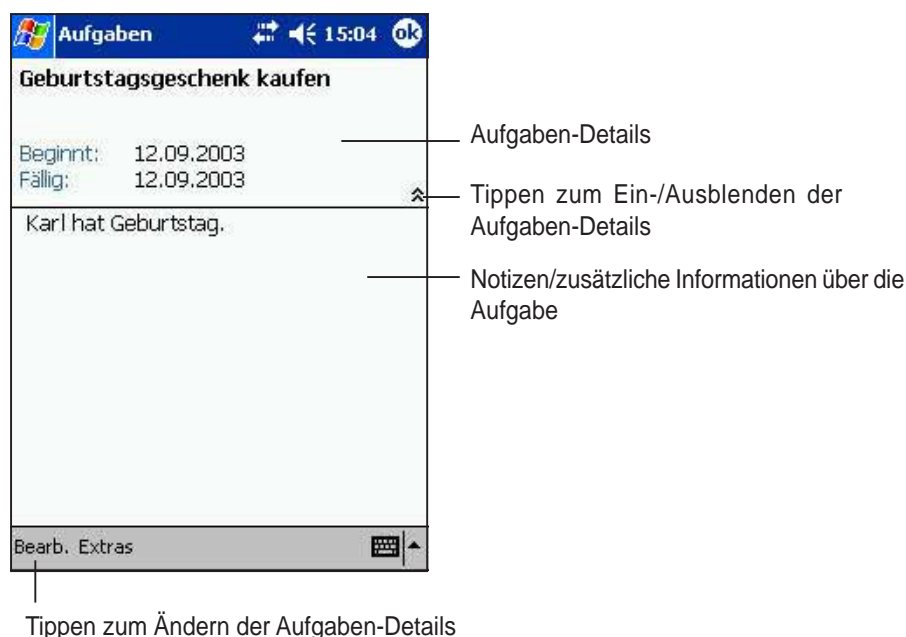 Aufgaben 15:04 ok
Geburtstagsgeschenk kaufen
Beginnt: 12.09.2003
Fällig: 12.09.2003
Karl hat Geburtstag.
Bearb. Extras
Aufgaben-Details
Tippen zum Ein-/Ausblenden der
Aufgaben-Details
Notizen/zusätzliche Informationen über die
Aufgabe
Tippen zum Ändern der Aufgaben-Details